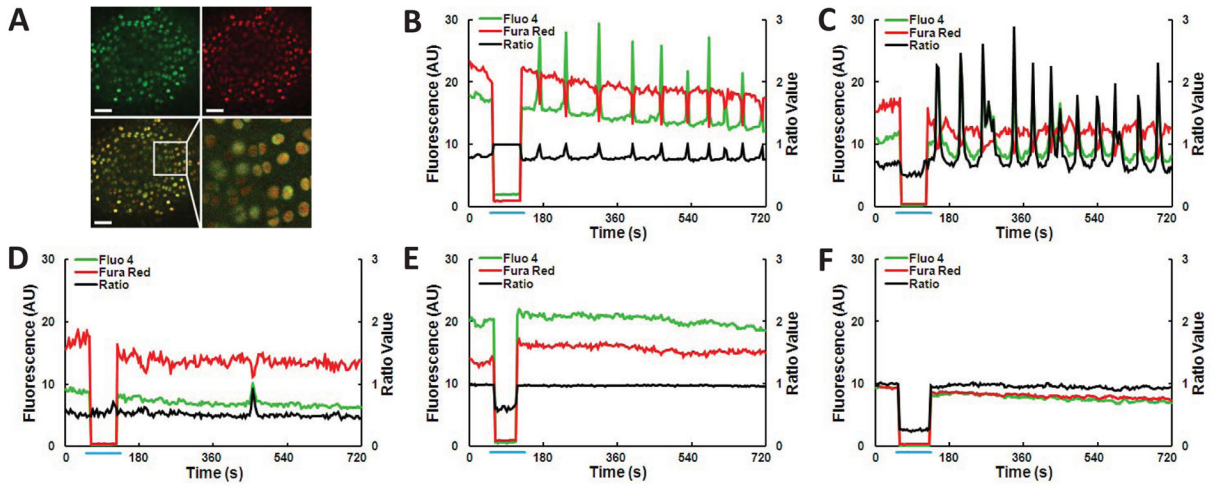 A
B
30
20
10
0
Fluorescence (AU)
Fluo 4
Fura Red
Ratio
3
2
1
0
Ratio Value
0
180
360
540
720
Time (s)
C
30
20
10
0
Fluorescence (AU)
Fluo 4
Fura Red
Ratio
3
2
1
0
Ratio Value
0
180
360
540
720
Time (s)
D
30
20
10
0
Fluorescence (AU)
Fluo 4
Fura Red
Ratio
3
2
1
0
Ratio Value
0
180
360
540
720
Time (s)
E
30
20
10
0
Fluorescence (AU)
Fluo 4
Fura Red
Ratio
3
2
1
0
Ratio Value
0
180
360
540
720
Time (s)
F
30
20
10
0
Fluorescence (AU)
Fluo 4
Fura Red
Ratio
3
2
1
0
Ratio Value
0
180
360
540
720
Time (s)